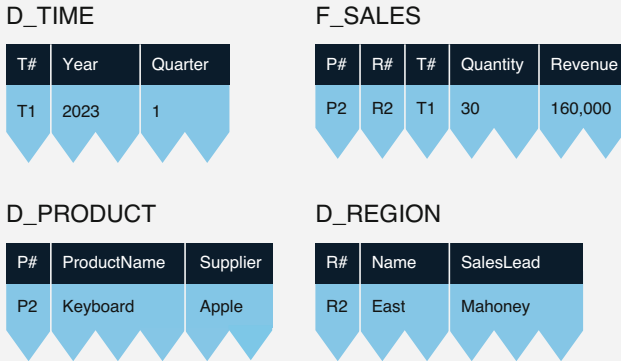 D_TIME
T# Year Quarter
T1 2023 1
F_SALES
P# R# T# Quantity Revenue
P2 R2 T1 30 160,000
D_PRODUCT
P# ProductName Supplier
P2 Keyboard Apple
D_REGION
R# Name SalesLead
R2 East Mahoney